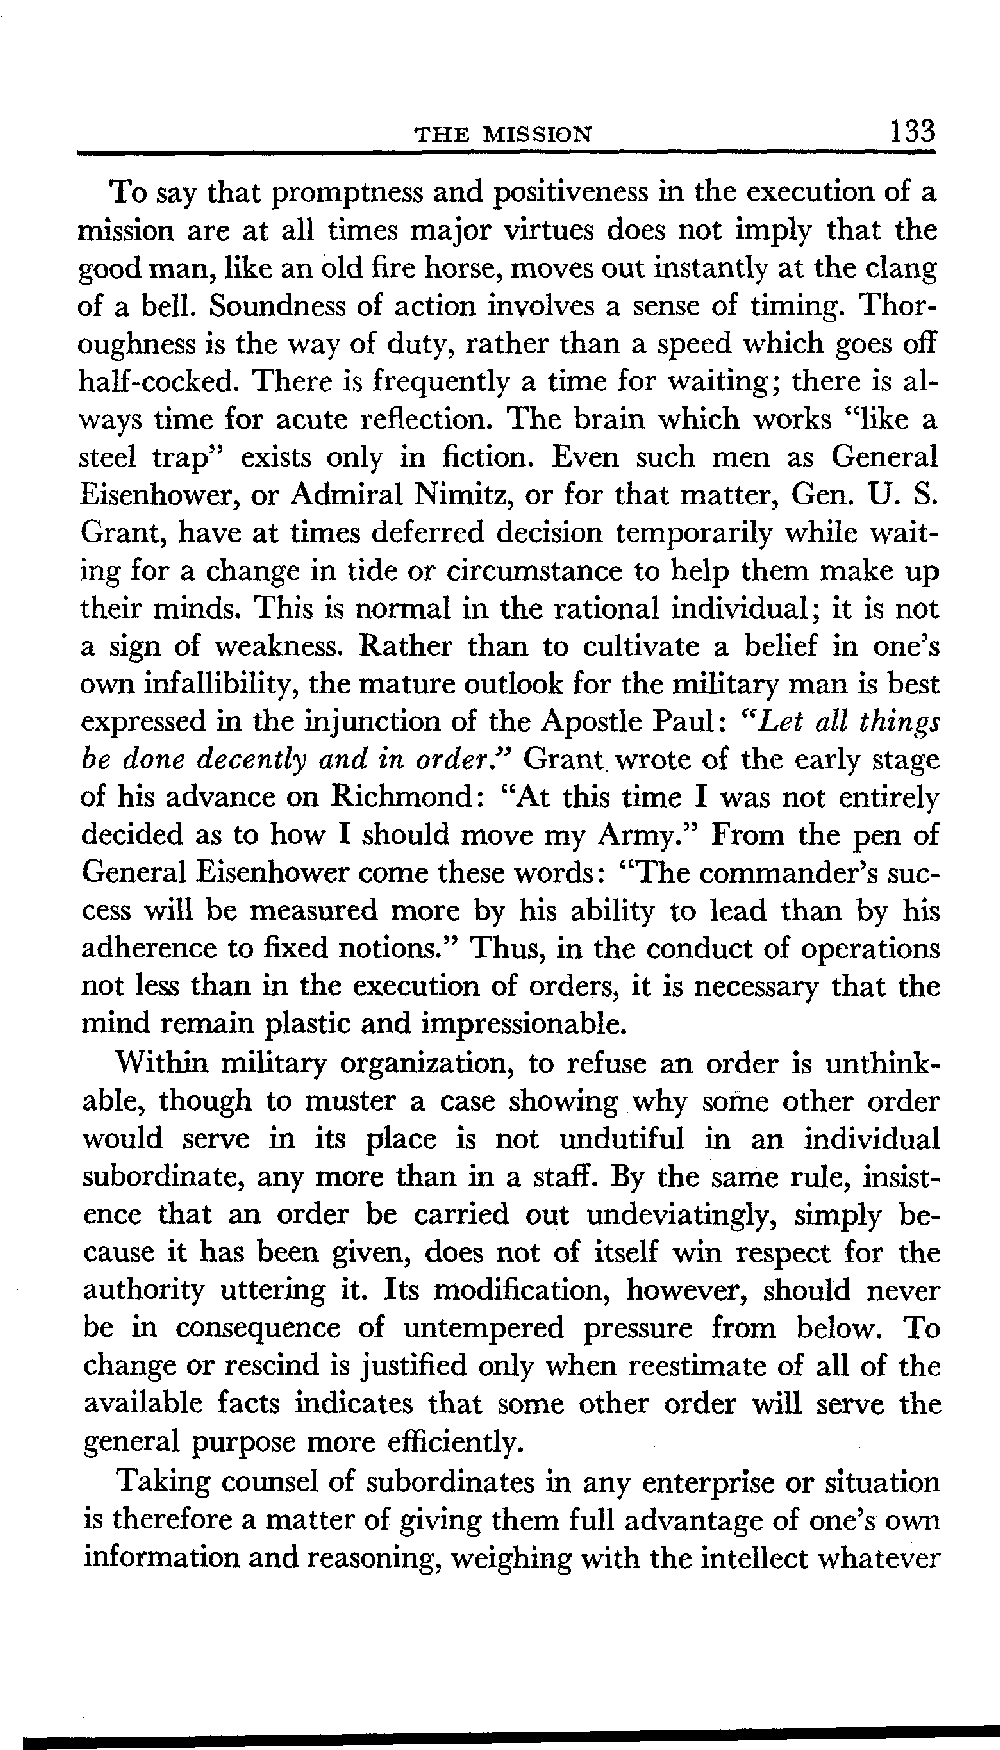 THE MISSION 133
To say that promptness and positiveness in the execution of a
mission are at all times major virtues does not imply that the
good man, like an old fire horse, moves out instantly at the clang
of a bell. Soundness of action involves a sense of timing. Thor-
oughness is the way of duty, rather than a speed which goes off
half-cocked. There is frequently a time for waiting; there is al-
ways time for acute reflection. The brain which works “like a
steel trap” exists only in fiction. Even such men as General
Eisenhower, or Admiral Nimitz, or for that matter, Gen. U. S.
Grant, have at times deferred decision temporarily while wait-
ing for a change in tide or circumstance to help them make up
their minds. This is normal in the rational individual; it is not
a sign of weakness. Rather than to cultivate a belief in one’s
own infallibility, the mature outlook for the military man is best
expressed in the injunction of the Apostle Paul: “Let all things
be done decently and in order.” Grant wrote of the early stage
of his advance on Richmond: “At this time I was not entirely
decided as to how I should move my Army.” From the pen of
General Eisenhower come these words: “The commander’s suc-
cess will be measured more by his ability to lead than by his
adherence to fixed notions.” Thus, in the conduct of operations
not less than in the execution of orders, it is necessary that the
mind remain plastic and impressionable.
Within military organization, to refuse an order is unthink-
able, though to muster a case showing why some other order
would serve in its place is not undutiful in an individual
subordinate, any more than in a staff. By the same rule, insist-
ence that an order be carried out undeviatingly, simply be-
cause it has been given, does not of itself win respect for the
authority uttering it. Its modification, however, should never
be in consequence of untempered pressure from below. To
change or rescind is justified only when reestimate of all of the
available facts indicates that some other order will serve the
general purpose more efficiently.
Taking counsel of subordinates in any enterprise or situation
is therefore a matter of giving them full advantage of one’s own
information and reasoning, weighing with the intellect whatever